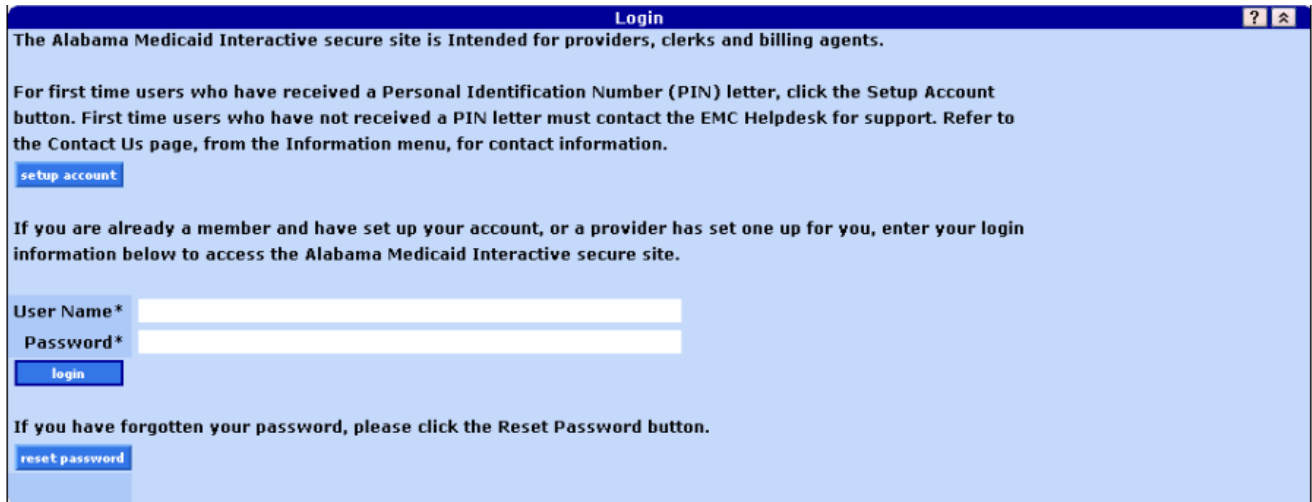 Login
?
The Alabama Medicaid Interactive secure site is Intended for providers, clerks and billing agents.
For first time users who have received a Personal Identification Number (PIN) letter, click the Setup Account
button. First time users who have not received a PIN letter must contact the EMC Helpdesk for support. Refer to
the Contact Us page, from the Information menu, for contact information.
setup account
If you are already a member and have set up your account, or a provider has set one up for you, enter your login
information below to access the Alabama Medicaid Interactive secure site.
User Name*
Password*
login
If you have forgotten your password, please click the Reset Password button.
reset password